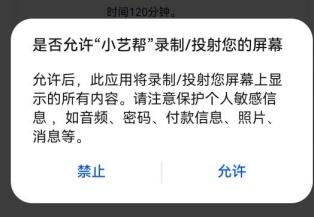 时间120分钟。
是否允许“小艺帮”录制/投射您的屏幕
允许后，此应用将录制/投射您屏幕上显
示的所有内容。请注意保护个人敏感信
息，如音频、密码、付款信息、照片、
消息等。
禁止
允许